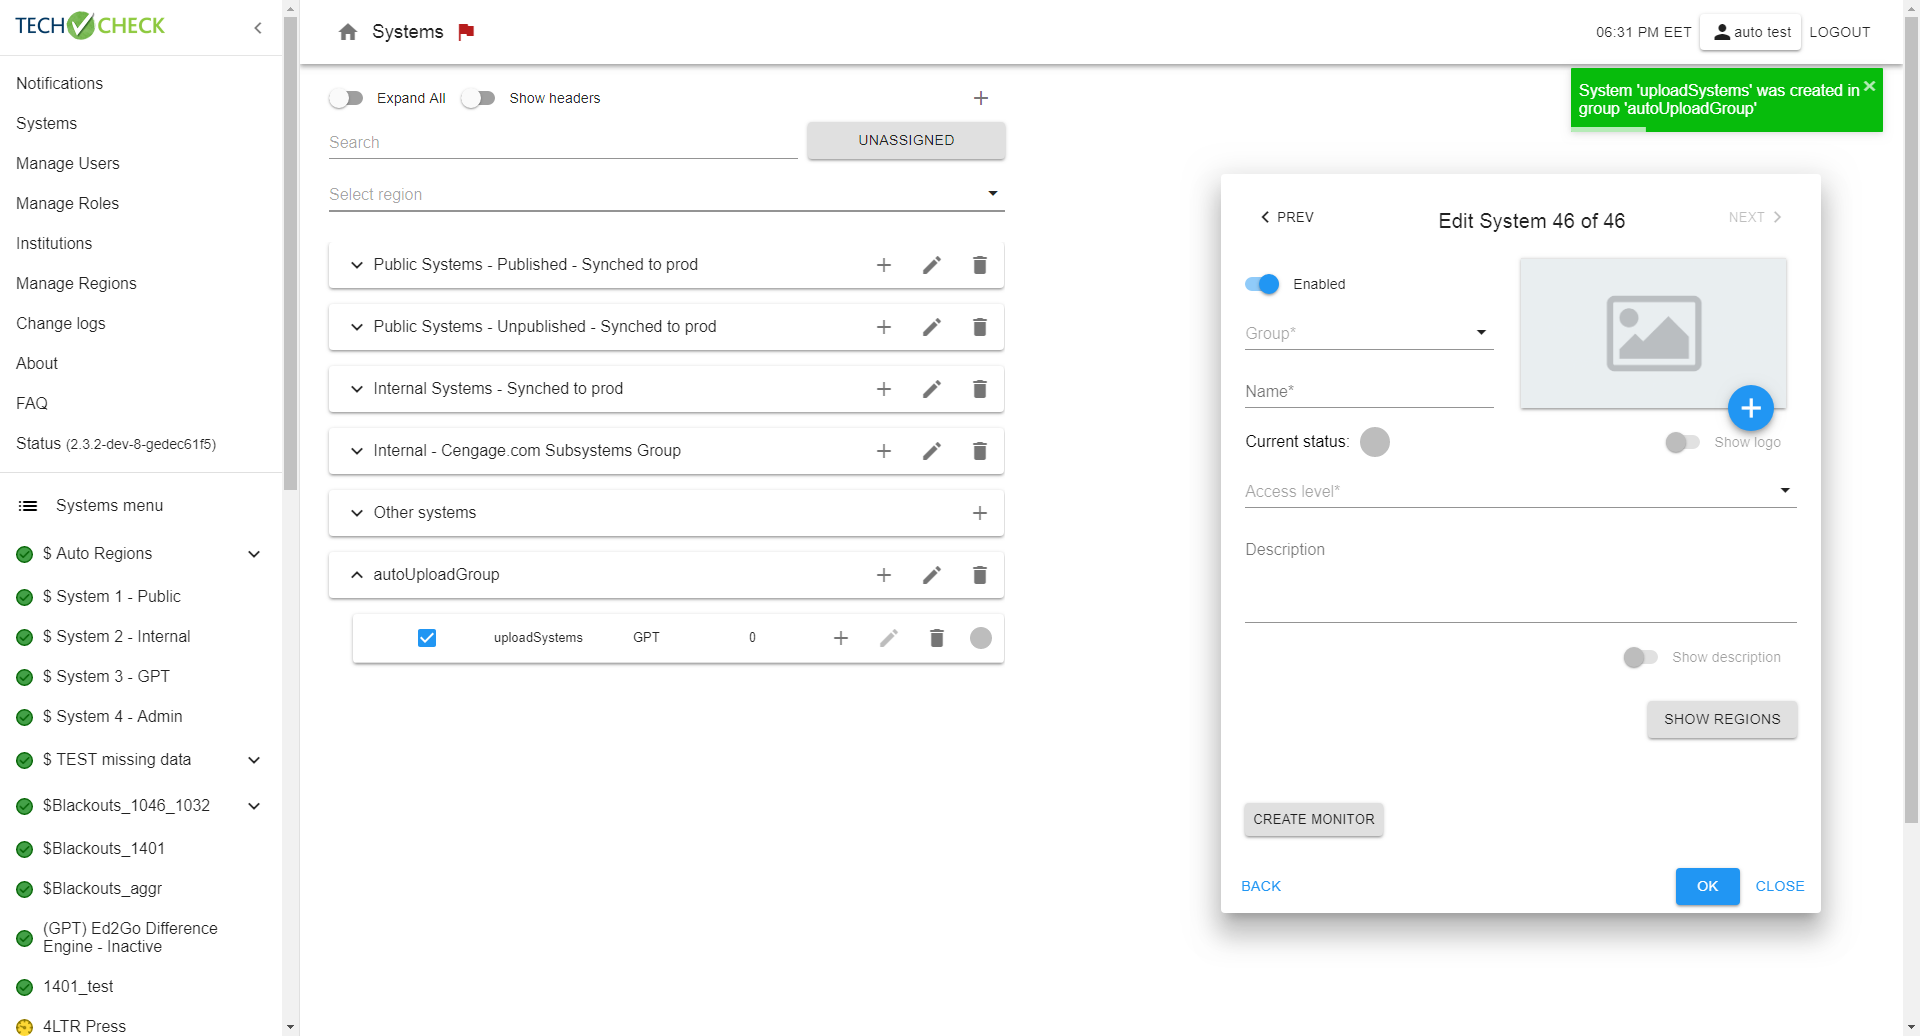 TECH CHECK
Systems
06:31 PM EET
auto test
LOGOUT
Notifications
Systems
Manage Users
Manage Roles
Institutions
Manage Regions
Change logs
About
FAQ
Status (2.3.2-dev-8-gedec61f5)
Systems menu
$ Auto Regions
$ System 1 - Public
$ System 2 - Internal
$ System 3 - GPT
$ System 4 - Admin
$ TEST missing data
$Blackouts_1046_1032
$Blackouts_1401
$Blackouts_aggr
(GPT) Ed2Go Difference
Engine - Inactive
1401_test
4LTR Press
Expand All
Show headers
Search
UNASSIGNED
Select region
Public Systems - Published - Synched to prod
Public Systems - Unpublished - Synched to prod
Internal Systems - Synched to prod
Internal - Cengage.com Subsystems Group
Other systems
autoUploadGroup
uploadSystems GPT 0
System 'uploadSystems' was created in
group 'autoUploadGroup'
PREV
Edit System 46 of 46
NEXT
Enabled
Group*
Name*
Current status:
Show logo
Access level*
Description
Show description
SHOW REGIONS
CREATE MONITOR
BACK
OK
CLOSE